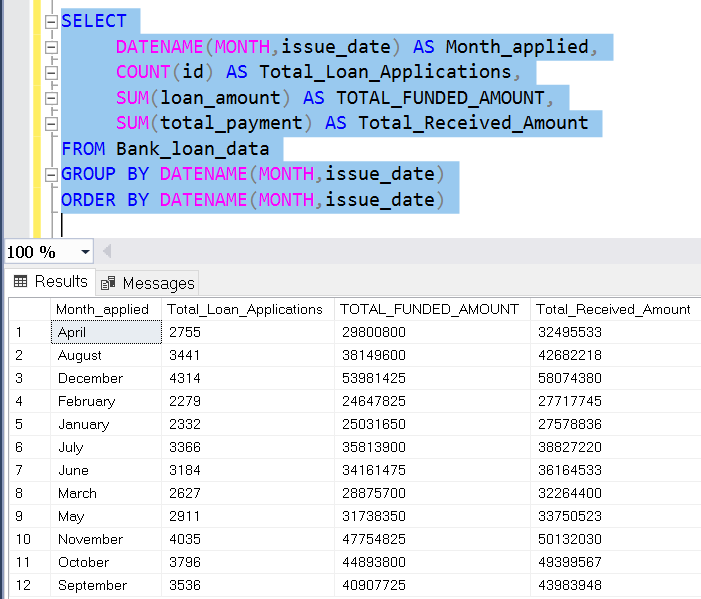 SELECT
DATENAME(MONTH,issue_date) AS Month_applied,
COUNT(id) AS Total_Loan_Applications,
SUM(loan_amount) AS TOTAL_FUNDED_AMOUNT,
SUM(total_payment) AS Total_Received_Amount
FROM Bank_loan_data
GROUP BY DATENAME(MONTH,issue_date)
ORDER BY DATENAME(MONTH,issue_date)
100 %
Results Messages
Month_applied Total_Loan_Applications TOTAL_FUNDED_AMOUNT Total_Received_Amount
1 April 2755 29800800 32495533
2 August 3441 38149600 42682218
3 December 4314 53981425 58074380
4 February 2279 24647825 27717745
5 January 2332 25031650 27578836
6 July 3366 35813900 38827220
7 June 3184 34161475 36164533
8 March 2627 28875700 32264400
9 May 2911 31738350 33750523
10 November 4035 47754825 50132030
11 October 3796 44893800 49399567
12 September 3536 40907725 43983948